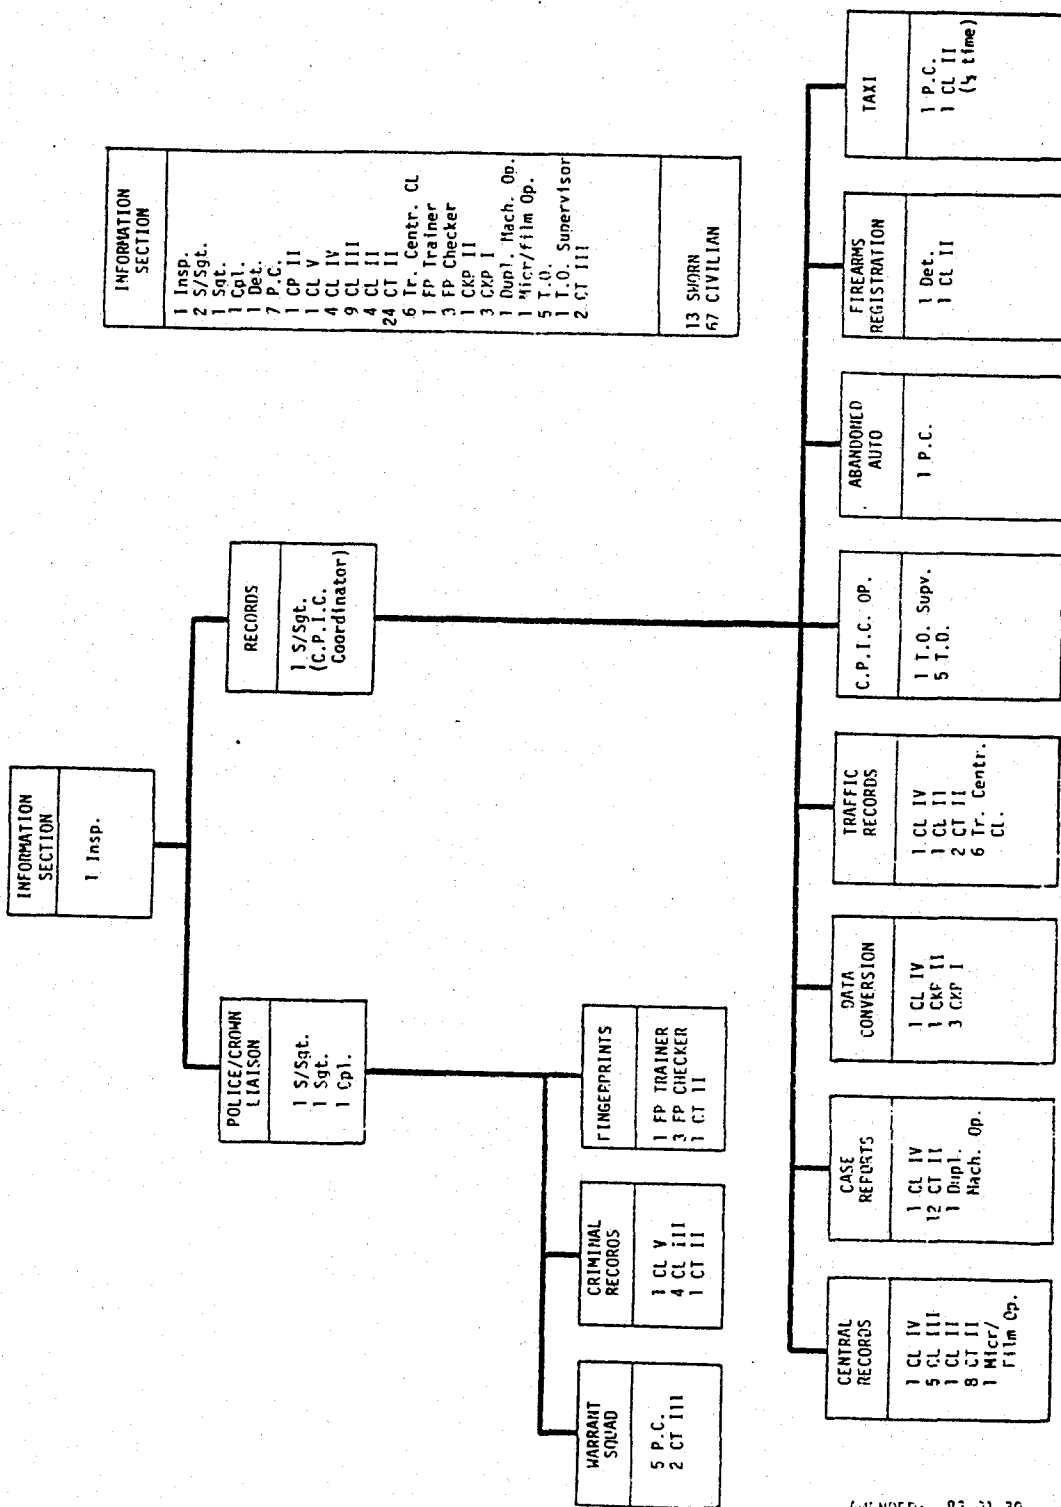 INFORMATION
SECTION
1 Insp.
POLICE/CROWN
LIAISON
1 S/Sgt.
1 Sgt.
1 Cpl.
RECORDS
1 S/Sgt.
(C.P.I.C.
Coordinator)
INFORMATION
SECTION
1 Insp.
2 S/Sgt.
1 Sgt.
1 Cpl.
1 Det.
7 P.C.
1 CP II
1 CL V
4 CL IV
9 CL III
4 CL II
24 CT II
6 Tr. Centr. CL
1 FP Trainer
3 FP Checker
1 CKP II
3 CKP I
1 Dupl. Mach. Op.
1 Micr/film Op.
5 T.O.
1 T.O. Supervisor
2 CT III
13 SWORN
67 CIVILIAN
WARRANT
SQUAD
5 P.C.
2 CT III
CRIMINAL
RECORDS
1 CL V
4 CL III
1 CT II
FINGERPRINTS
1 FP TRAINER
3 FP CHECKER
1 CT II
CENTRAL
RECORDS
1 CL IV
5 CL III
1 CL II
8 CT II
1 Micr/
Film Op.
CASE
REPORTS
1 CL IV
12 CT II
1 Dupl.
Mach. Op.
DATA
CONVERSION
1 CL IV
1 CKP II
3 CKP I
TRAFFIC
RECORDS
1 CL IV
1 CL II
2 CT II
6 Tr. Centr.
CL.
C.P.I.C. OP.
1 T.O. Supv.
5 T.O.
ABANDONED
AUTO
1 P.C.
FIREARMS
REGISTRATION
1 Det.
1 CL II
TAXI
1 P.C.
1 CL II
(½ time)